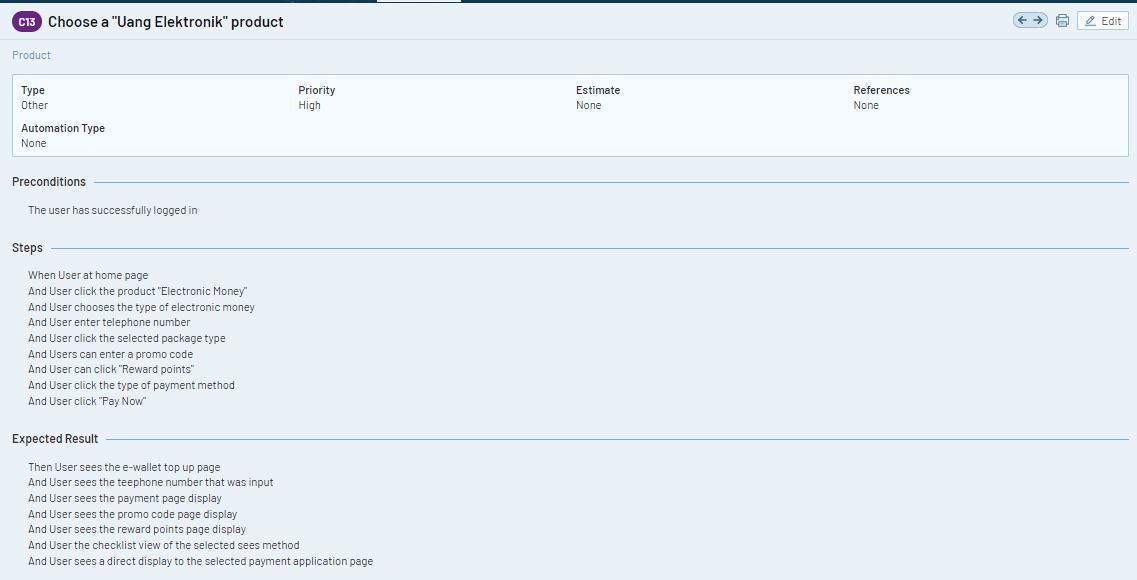 C13 Choose a "Uang Elektronik" product
Edit
Product
Type
Other
Priority
High
Estimate
None
References
None
Automation Type
None
Preconditions
The user has successfully logged in
Steps
When User at home page
And User click the product "Electronic Money"
And User chooses the type of electronic money
And User enter telephone number
And User click the selected package type
And Users can enter a promo code
And User can click "Reward points"
And User click the type of payment method
And User click "Pay Now"
Expected Result
Then User sees the e-wallet top up page
And User sees the teephone number that was input
And User sees the payment page display
And User sees the promo code page display
And User sees the reward points page display
And User the checklist view of the selected sees method
And User sees a direct display to the selected payment application page